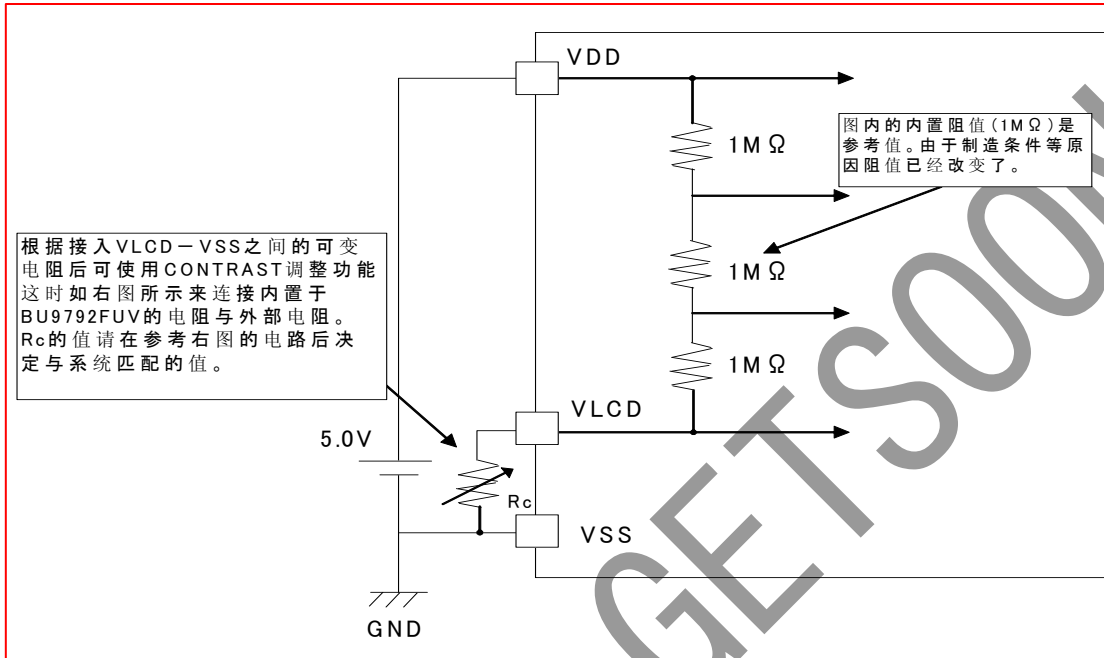 VDD
1MΩ
图内的内置阻值(1MΩ)是
参考值。由于制造条件等原
因阻值已经改变了。
根据接入VLCD－VSS之间的可变
电阻后可使用CONTRAST调整功能
这时如右图所示来连接内置于
BU9792FUV的电阻与外部电阻。
Rc的值请在参考右图的电路后决
定与系统匹配的值。
1MΩ
1MΩ
VLCD
5.0V
Rc
VSS
GND
GETSOON